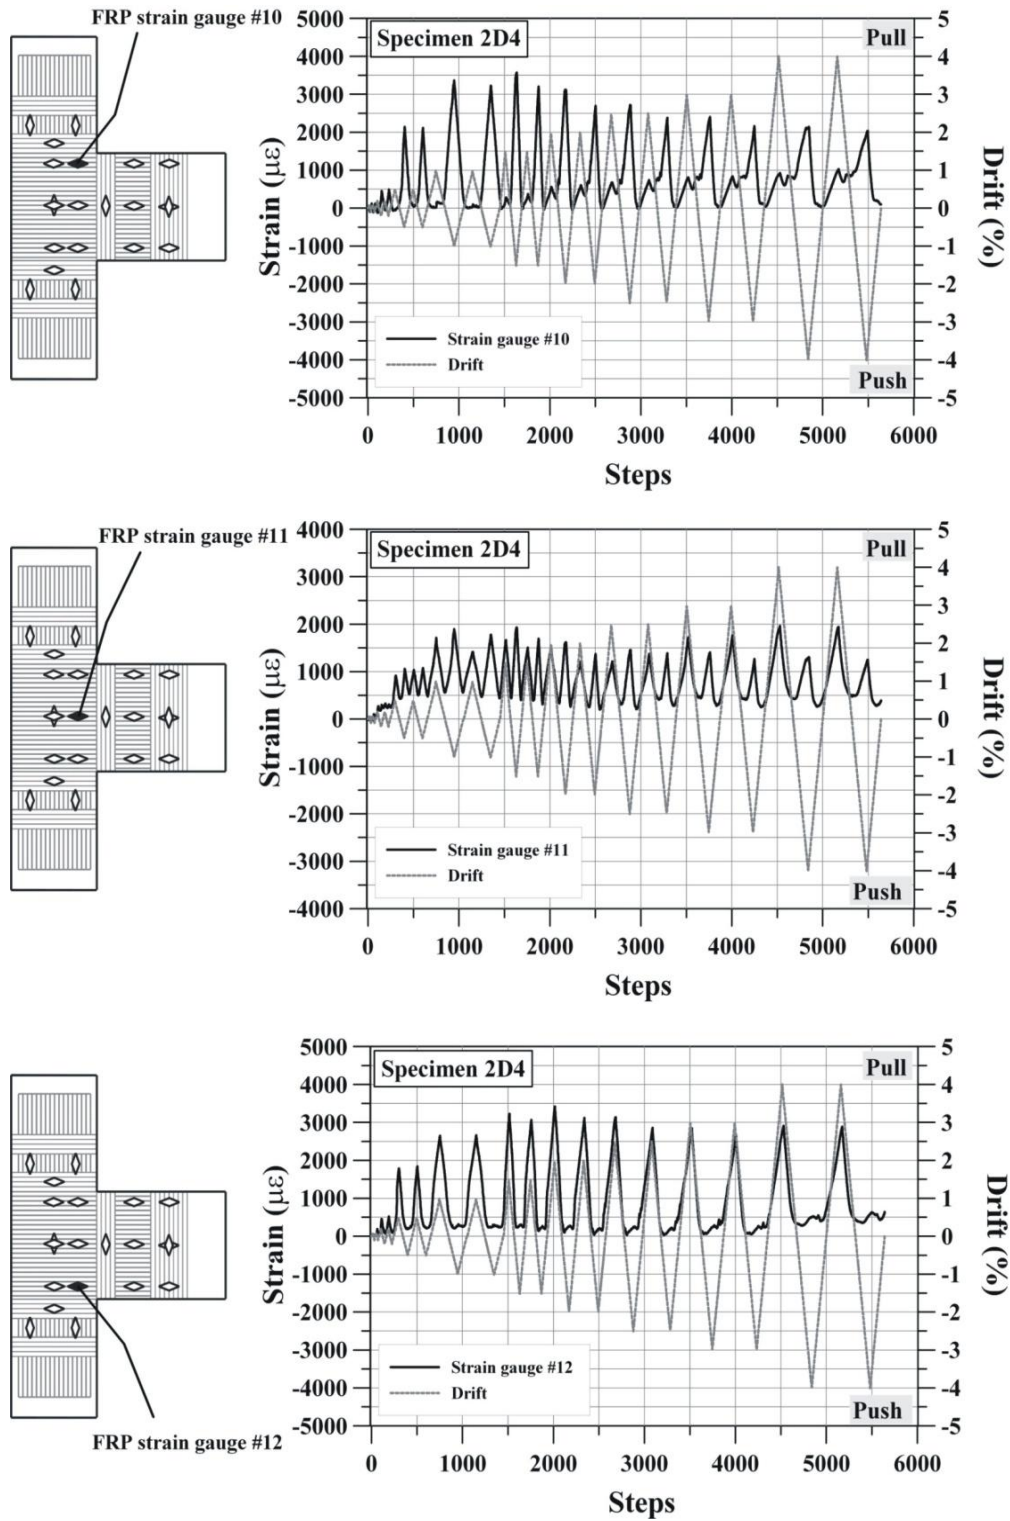 FRP strain gauge #10
Specimen 2D4
Pull
5000
4000
3000
2000
1000
0
-1000
-2000
-3000
-4000
-5000
Strain (με)
5
4
3
2
1
0
-1
-2
-3
-4
-5
Drift (%)
Strain gauge #10
Drift
Push
0 1000 2000 3000 4000 5000 6000
Steps
FRP strain gauge #11
Specimen 2D4
Pull
4000
3000
2000
1000
0
-1000
-2000
-3000
-4000
Strain (με)
5
4
3
2
1
0
-1
-2
-3
-4
-5
Drift (%)
Strain gauge #11
Drift
Push
0 1000 2000 3000 4000 5000 6000
Steps
Specimen 2D4
Pull
5000
4000
3000
2000
1000
0
-1000
-2000
-3000
-4000
-5000
Strain (με)
5
4
3
2
1
0
-1
-2
-3
-4
-5
Drift (%)
Strain gauge #12
Drift
Push
FRP strain gauge #12
0 1000 2000 3000 4000 5000 6000
Steps